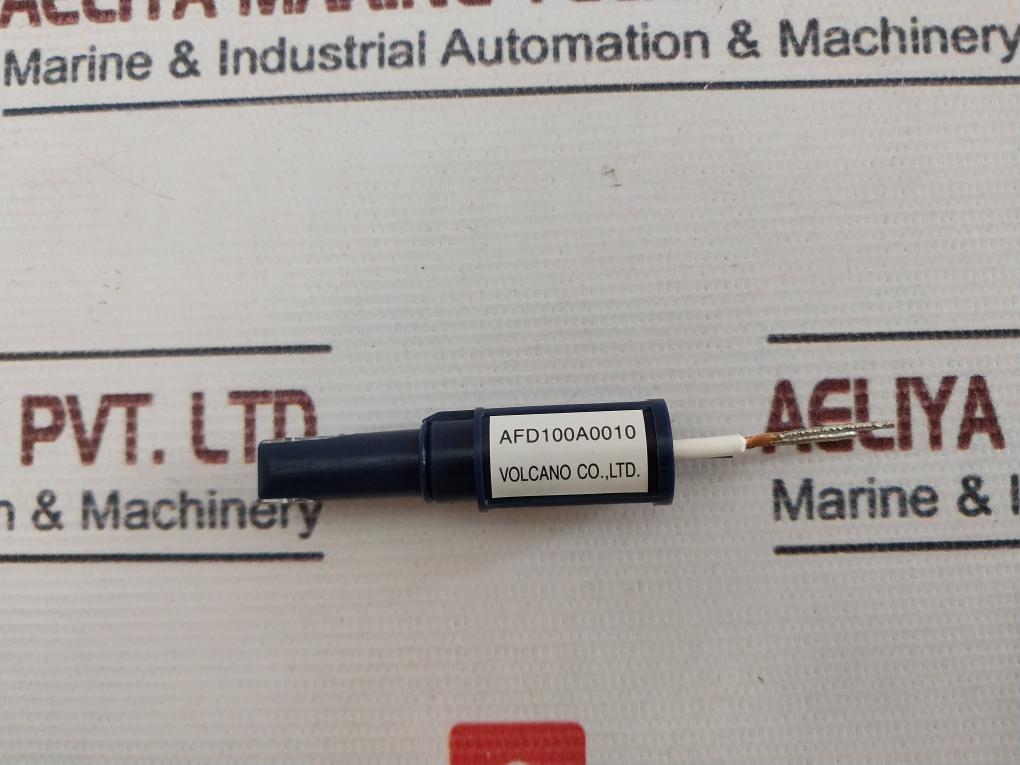 Marine & Industrial Automation & Machinery
PVT. LTD
& Machinery
AELIYA
Marine &
AFD100A0010
VOLCANO CO.,LTD.